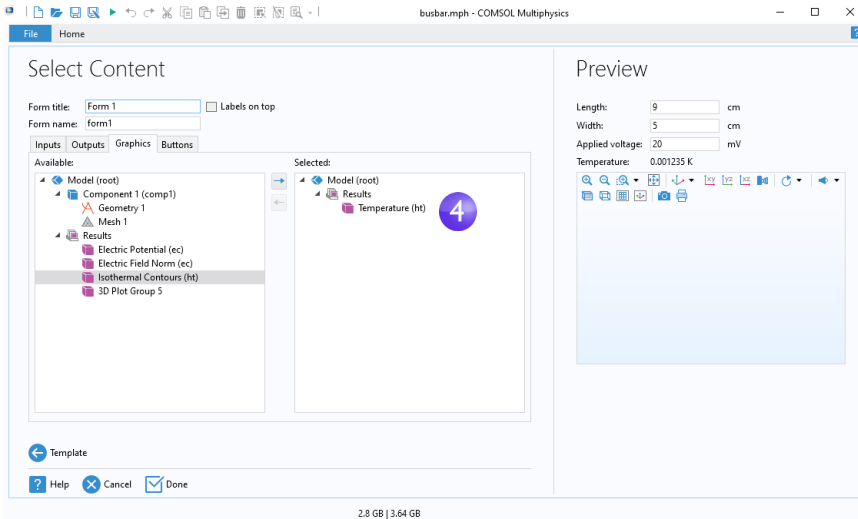 busbar.mph - COMSOL Multiphysics
File Home
Select Content
Form title: Form 1 Labels on top
Form name: form1
Inputs Outputs Graphics Buttons
Available:
Model (root)
Component 1 (comp1)
Geometry 1
Mesh 1
Results
Electric Potential (ec)
Electric Field Norm (ec)
Isothermal Contours (ht)
3D Plot Group 5
Selected:
Model (root)
Results
Temperature (ht)
4
Template
? Help Cancel Done
Preview
Length: 9 cm
Width: 5 cm
Applied voltage: 20 mV
Temperature: 0.001235 K
xy yz xz
2.8 GB | 3.64 GB